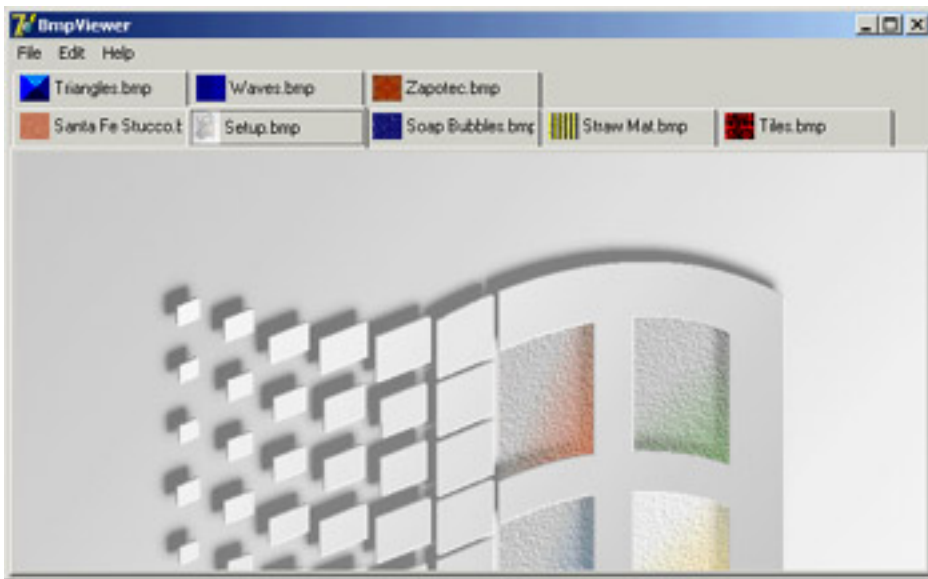 BmpViewer
File Edit Help
Triangles.bmp Waves.bmp Zapotec.bmp
Santa Fe Stucco.b Setup.bmp Soap Bubbles.bmp Straw Mat.bmp Tiles.bmp